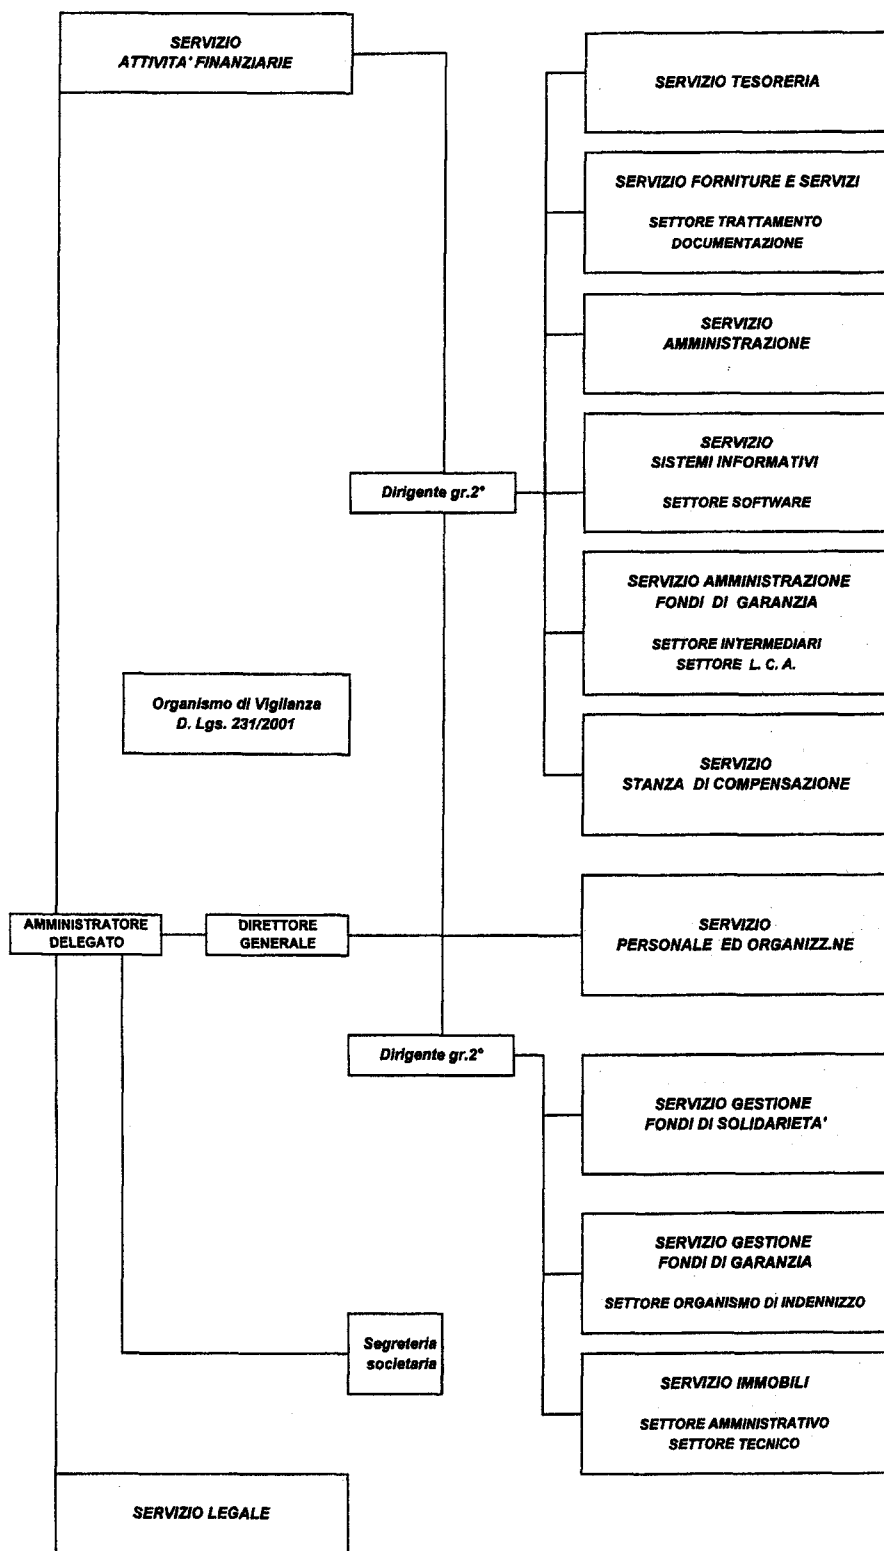 SERVIZIO
ATTIVITA' FINANZIARIE
SERVIZIO TESORERIA
SERVIZIO FORNITURE E SERVIZI
SETTORE TRATTAMENTO
DOCUMENTAZIONE
SERVIZIO
AMMINISTRAZIONE
SERVIZIO
SISTEMI INFORMATIVI
SETTORE SOFTWARE
Dirigente gr.2°
SERVIZIO AMMINISTRAZIONE
FONDI DI GARANZIA
SETTORE INTERMEDIARI
SETTORE L. C. A.
Organismo di Vigilanza
D. Lgs. 231/2001
SERVIZIO
STANZA DI COMPENSAZIONE
AMMINISTRATORE
DELEGATO
DIRETTORE
GENERALE
SERVIZIO
PERSONALE ED ORGANIZZ.NE
Dirigente gr.2°
SERVIZIO GESTIONE
FONDI DI SOLIDARIETA'
SERVIZIO GESTIONE
FONDI DI GARANZIA
SETTORE ORGANISMO DI INDENNIZZO
Segreteria
societaria
SERVIZIO IMMOBILI
SETTORE AMMINISTRATIVO
SETTORE TECNICO
SERVIZIO LEGALE